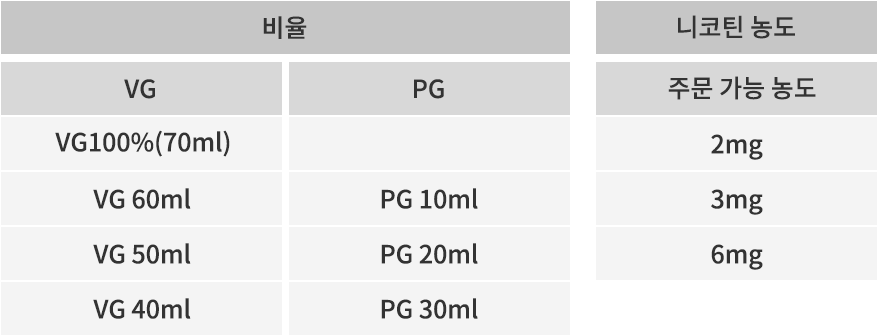 비율
니코틴 농도
VG
PG
주문 가능 농도
VG100%(70ml)
2mg
VG 60ml
PG 10ml
3mg
VG 50ml
PG 20ml
6mg
VG 40ml
PG 30ml